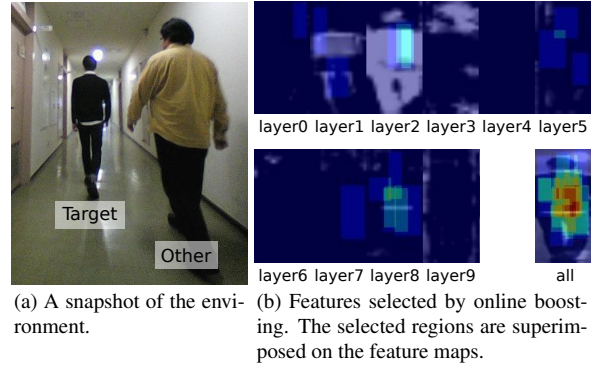 Target
Other
layer0 layer1 layer2 layer3 layer4 layer5
layer6 layer7 layer8 layer9
all
(a) A snapshot of the envi-
ronment.
(b) Features selected by online boost-
ing. The selected regions are superim-
posed on the feature maps.